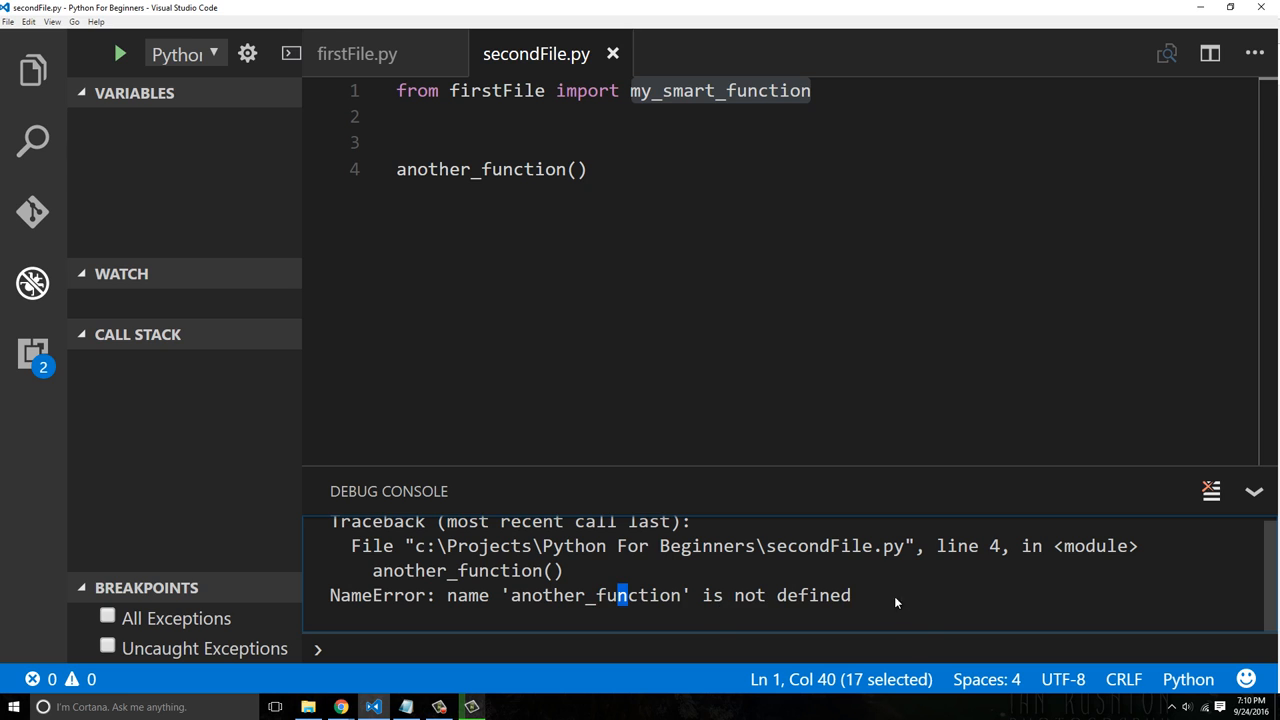 secondFile.py - Python For Beginners - Visual Studio Code
File Edit View Go Help
Pythor
firstFile.py
secondFile.py
VARIABLES
1 from firstFile import my_smart_function
2
3
4 another_function()
WATCH
CALL STACK
2
DEBUG CONSOLE
Traceback (most recent call last):
File "c:\Projects\Python For Beginners\secondFile.py", line 4, in <module>
another_function()
NameError: name 'another_function' is not defined
BREAKPOINTS
All Exceptions
Uncaught Exceptions
0 0 Ln 1, Col 40 (17 selected) Spaces: 4 UTF-8 CRLF Python
I'm Cortana. Ask me anything.
7:10 PM
9/24/2016